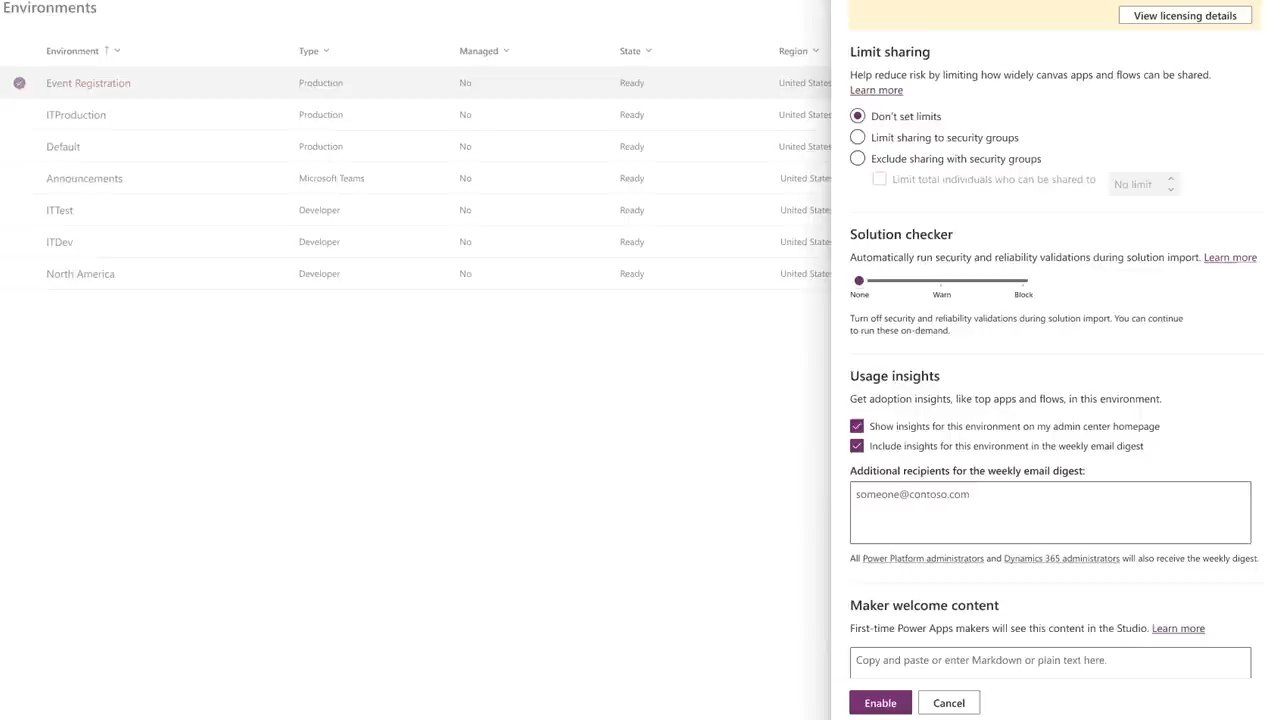 Environments
Environment ↑
Type
Managed
State
Region
Event Registration
Production
No
Ready
United States
ITProduction
Production
No
Ready
United States
Default
Production
No
Ready
United States
Announcements
Microsoft Teams
No
Ready
United States
ITTest
Developer
No
Ready
United States
ITDev
Developer
No
Ready
United States
North America
Developer
No
Ready
United States
View licensing details
Limit sharing
Help reduce risk by limiting how widely canvas apps and flows can be shared.
Learn more
Don't set limits
Limit sharing to security groups
Exclude sharing with security groups
Limit total individuals who can be shared to
No limit
Solution checker
Automatically run security and reliability validations during solution import. Learn more
None
Warn
Block
Turn off security and reliability validations during solution import. You can continue
to run these on-demand.
Usage insights
Get adoption insights, like top apps and flows, in this environment.
Show insights for this environment on my admin center homepage
Include insights for this environment in the weekly email digest
Additional recipients for the weekly email digest:
someone@contoso.com
All Power Platform administrators and Dynamics 365 administrators will also receive the weekly digest.
Maker welcome content
First-time Power Apps makers will see this content in the Studio. Learn more
Copy and paste or enter Markdown or plain text here.
Enable
Cancel